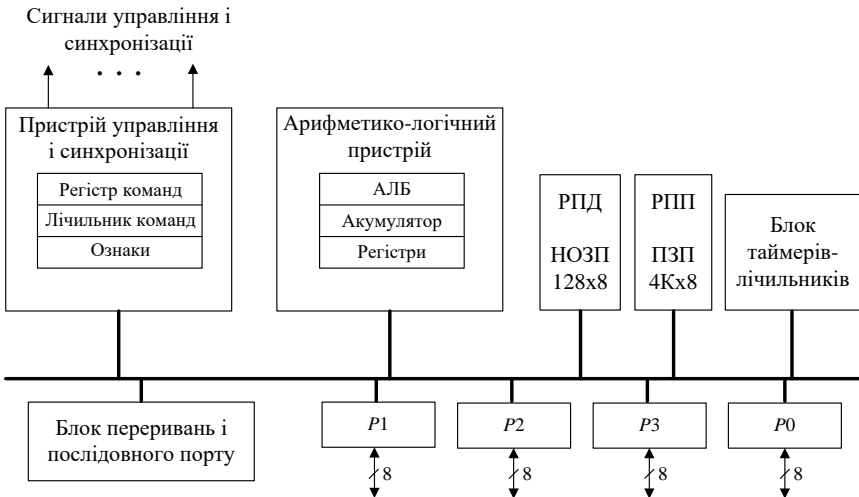 Сигнали управління і
синхронізації
. . .
Пристрій управління
і синхронізації
Регістр команд
Лічильник команд
Ознаки
Арифметико-логічний
пристрій
АЛБ
Акумулятор
Регістри
РПД
НОЗП
128х8
РПП
ПЗП
4Кх8
Блок
таймерів-
лічильників
Блок переривань і
послідовного порту
P1
8
P2
8
P3
8
P0
8